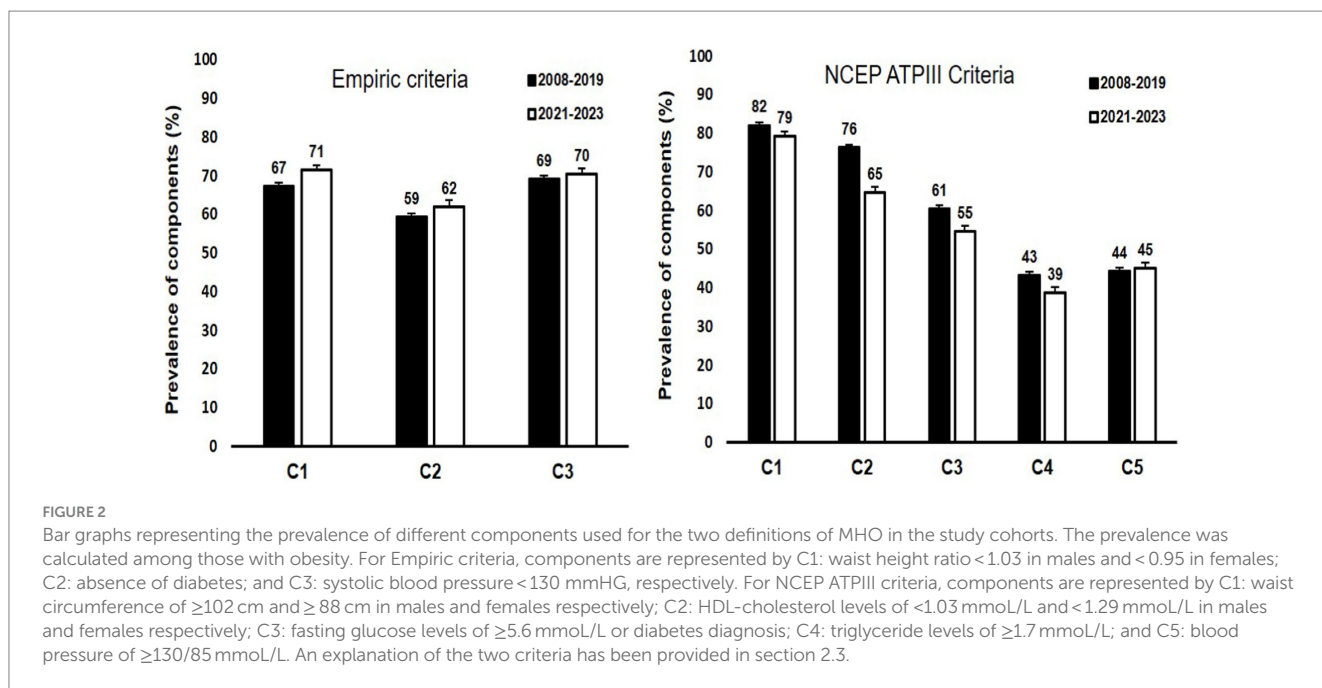 Empiric criteria
■2008-2019
□2021-2023
Prevalence of components (%)
100
90
80
70
60
50
40
30
20
10
0
67
71
59
62
69
70
C1
C2
C3
NCEP ATPIII Criteria
■2008-2019
□2021-2023
Prevalence of components (%)
100
90
80
70
60
50
40
30
20
10
0
82
79
76
65
61
55
43
39
44
45
C1
C2
C3
C4
C5
FIGURE 2
Bar graphs representing the prevalence of different components used for the two definitions of MHO in the study cohorts. The prevalence was
calculated among those with obesity. For Empiric criteria, components are represented by C1: waist height ratio < 1.03 in males and < 0.95 in females;
C2: absence of diabetes; and C3: systolic blood pressure < 130 mmHG, respectively. For NCEP ATPIII criteria, components are represented by C1: waist
circumference of ≥102 cm and ≥ 88 cm in males and females respectively; C2: HDL-cholesterol levels of <1.03 mmoL/L and < 1.29 mmoL/L in males
and females respectively; C3: fasting glucose levels of ≥5.6 mmoL/L or diabetes diagnosis; C4: triglyceride levels of ≥1.7 mmoL/L; and C5: blood
pressure of ≥130/85 mmoL/L. An explanation of the two criteria has been provided in section 2.3.